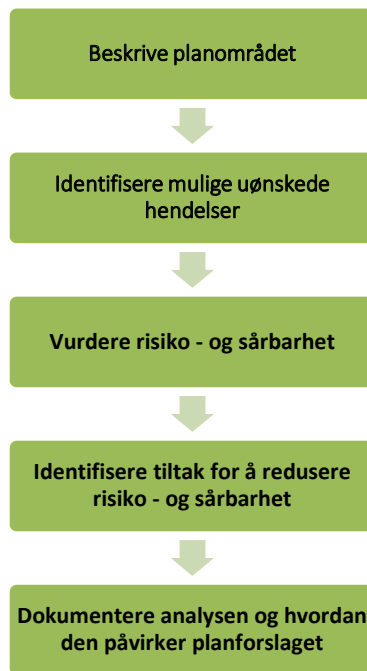 Beskrive planområdet
Identifisere mulige uønskede
hendelser
Vurdere risiko - og sårbarhet
Identifisere tiltak for å redusere
risiko - og sårbarhet
Dokumentere analysen og hvordan
den påvirker planforslaget